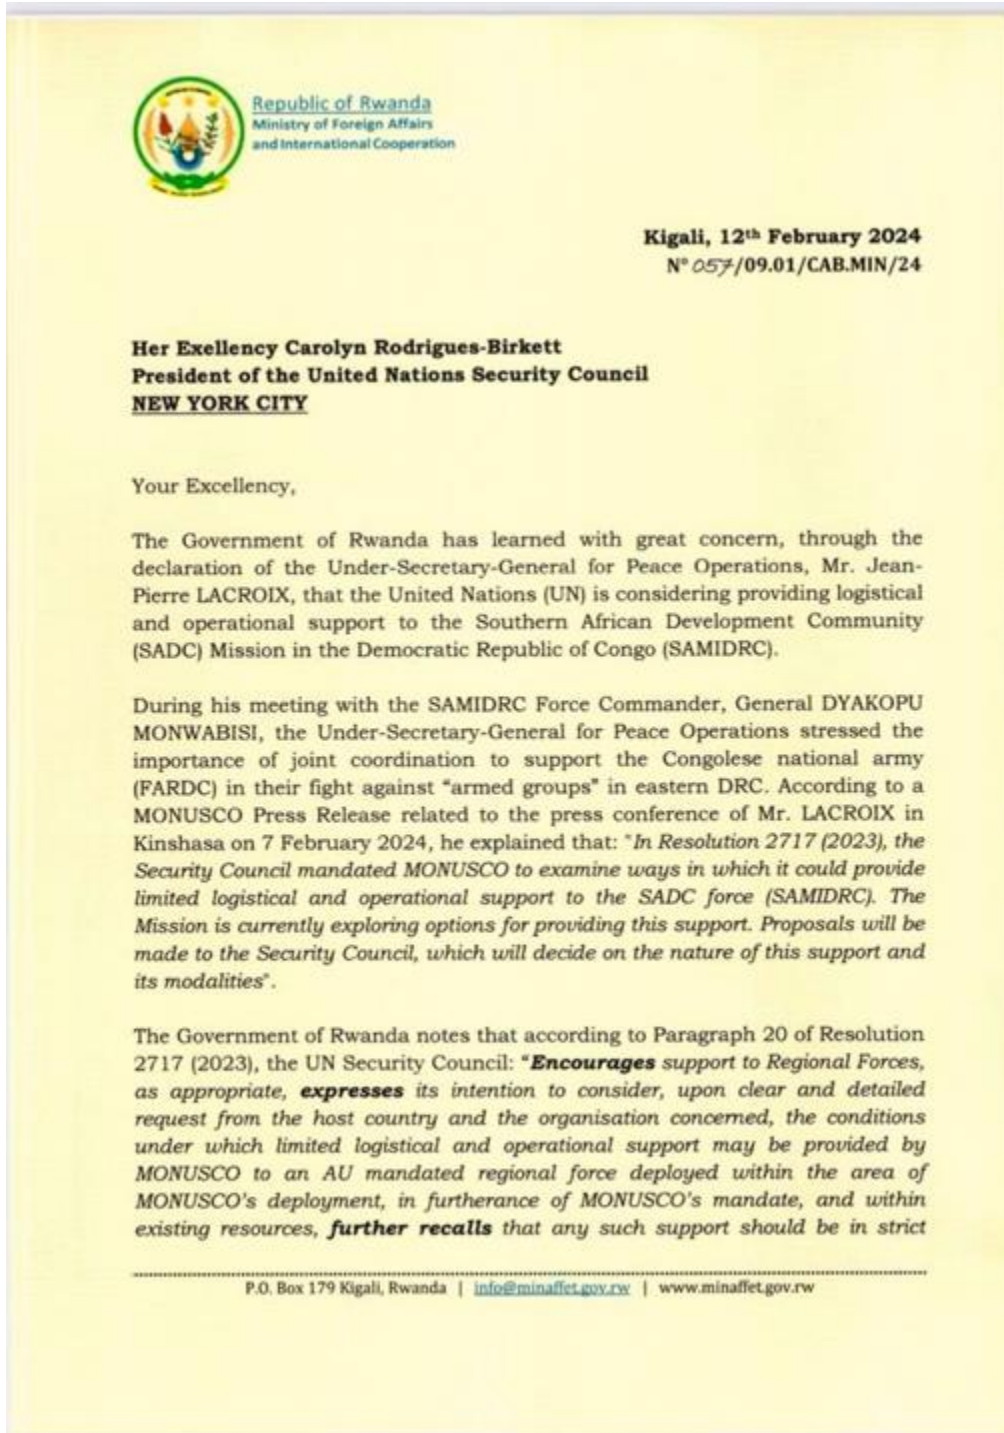 Republic of Rwanda
Ministry of Foreign Affairs
and International Cooperation
Kigali, 12th February 2024
N° 057/09.01/CAB.MIN/24
Her Exellency Carolyn Rodrigues-Birkett
President of the United Nations Security Council
NEW YORK CITY
Your Excellency,
The Government of Rwanda has learned with great concern, through the
declaration of the Under-Secretary-General for Peace Operations, Mr. Jean-
Pierre LACROIX, that the United Nations (UN) is considering providing logistical
and operational support to the Southern African Development Community
(SADC) Mission in the Democratic Republic of Congo (SAMIDRC).
During his meeting with the SAMIDRC Force Commander, General DYAKOPU
MONWABISI, the Under-Secretary-General for Peace Operations stressed the
importance of joint coordination to support the Congolese national army
(FARDC) in their fight against "armed groups" in eastern DRC. According to a
MONUSCO Press Release related to the press conference of Mr. LACROIX in
Kinshasa on 7 February 2024, he explained that: "In Resolution 2717 (2023), the
Security Council mandated MONUSCO to examine ways in which it could provide
limited logistical and operational support to the SADC force (SAMIDRC). The
Mission is currently exploring options for providing this support. Proposals will be
made to the Security Council, which will decide on the nature of this support and
its modalities".
The Government of Rwanda notes that according to Paragraph 20 of Resolution
2717 (2023), the UN Security Council: "Encourages support to Regional Forces,
as appropriate, expresses its intention to consider, upon clear and detailed
request from the host country and the organisation concerned, the conditions
under which limited logistical and operational support may be provided by
MONUSCO to an AU mandated regional force deployed within the area of
MONUSCO's deployment, in furtherance of MONUSCO's mandate, and within
existing resources, further recalls that any such support should be in strict
P.O. Box 179 Kigali, Rwanda | info@minaffet.gov.rw | www.minaffet.gov.rw